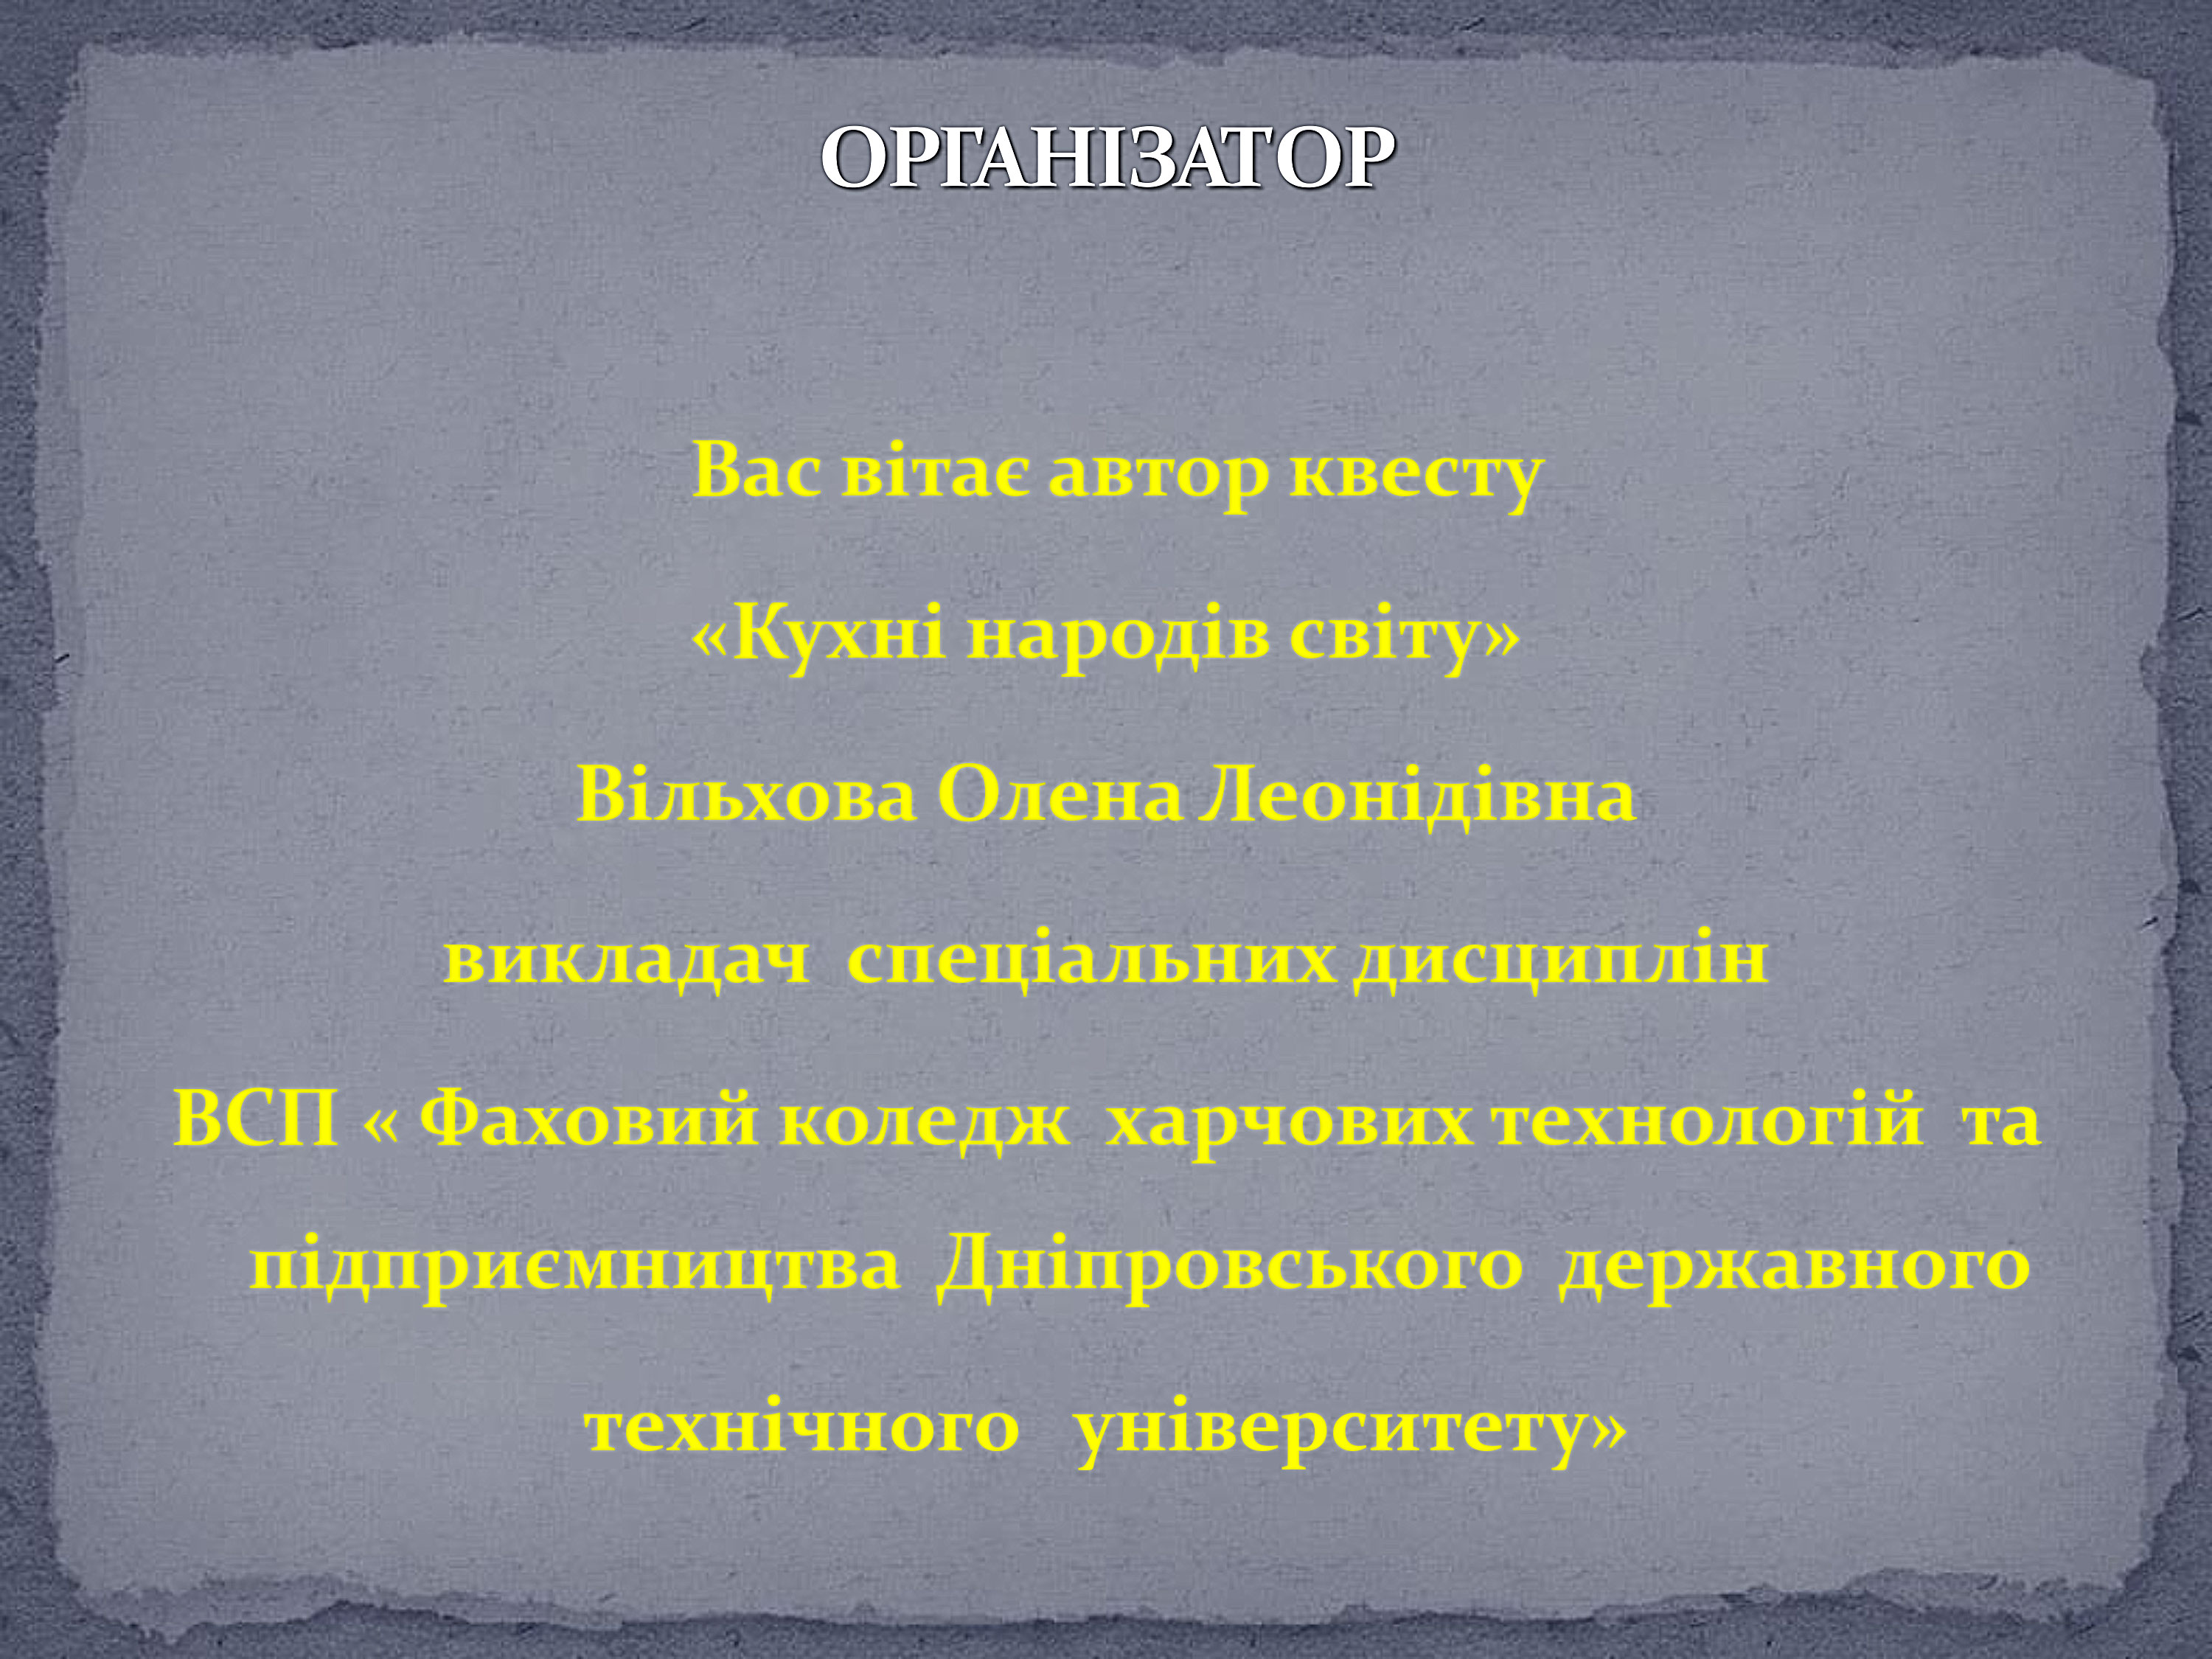 ОРГАНІЗАТОР
Вас вітає автор квесту
«Кухні народів світу»
Вільхова Олена Леонідівна
викладач спеціальних дисциплін
ВСП « Фаховий коледж харчових технологій та
підприємництва Дніпровського державного
технічного університету»